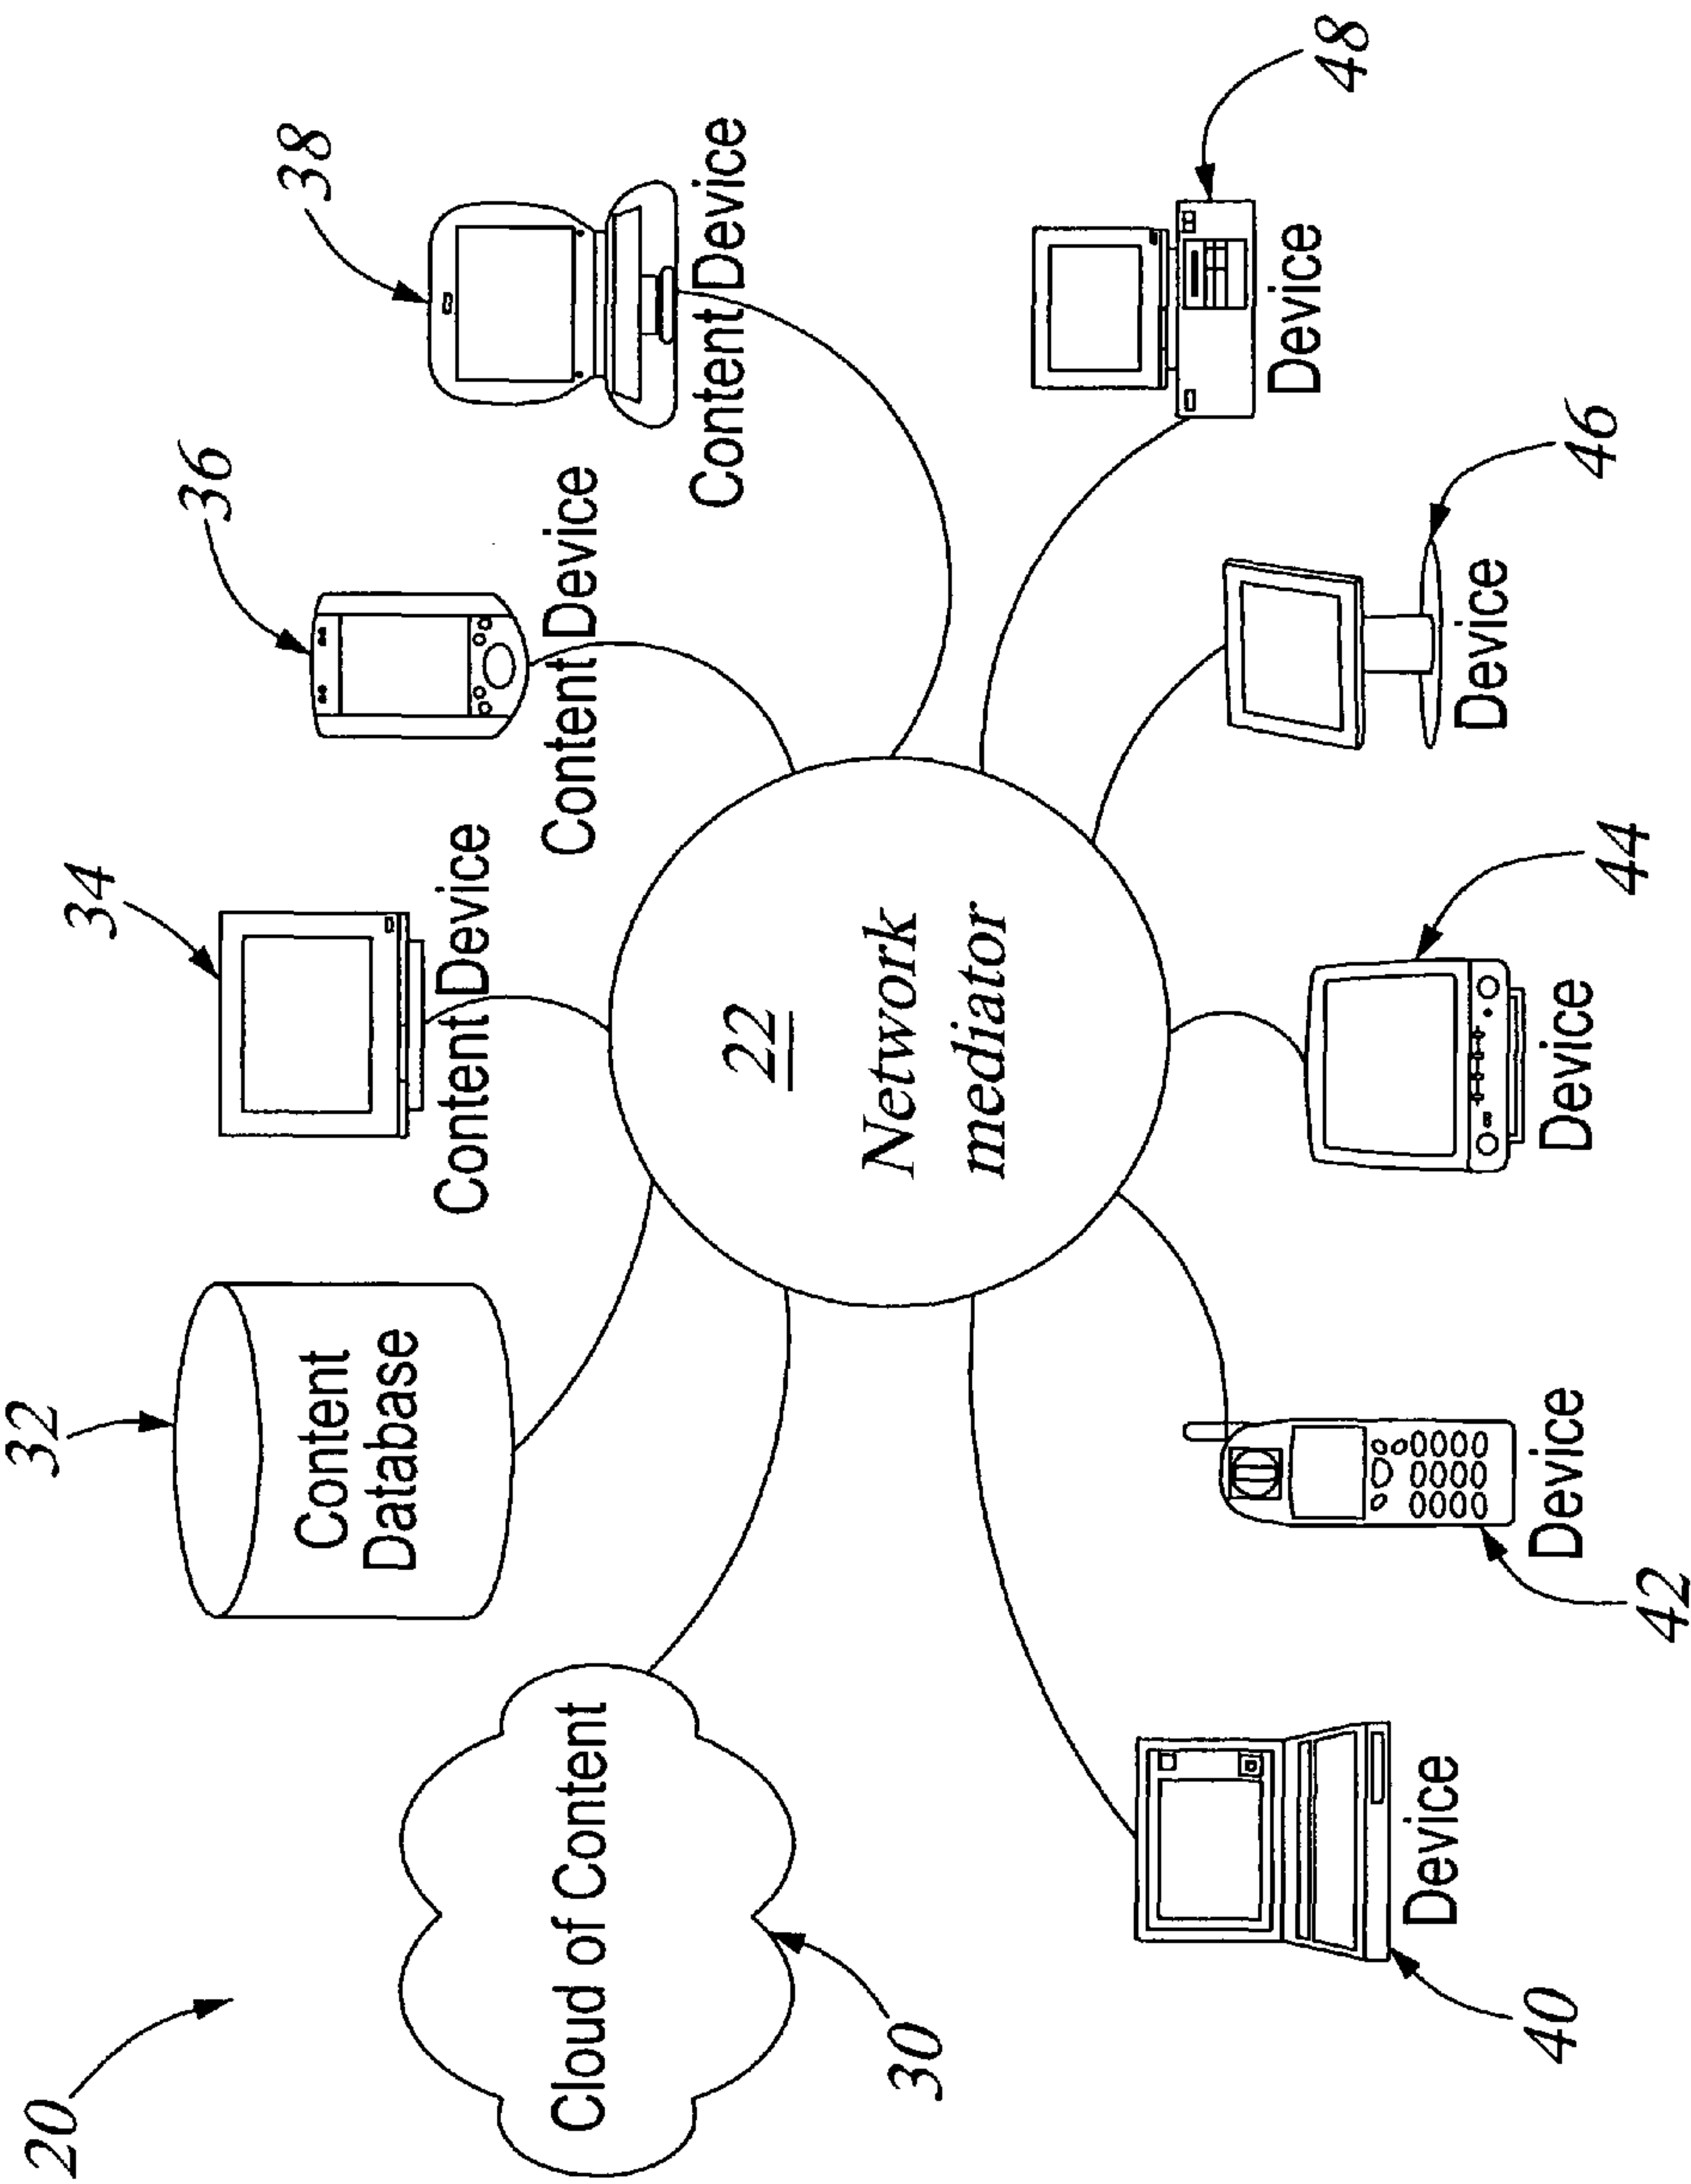 20
32
34
36
38
Content
Database
Content Device
Content Device
Content Device
Cloud of Content
30
22
Network
mediator
Device
40
Device
42
Device
44
Device
46
Device
48